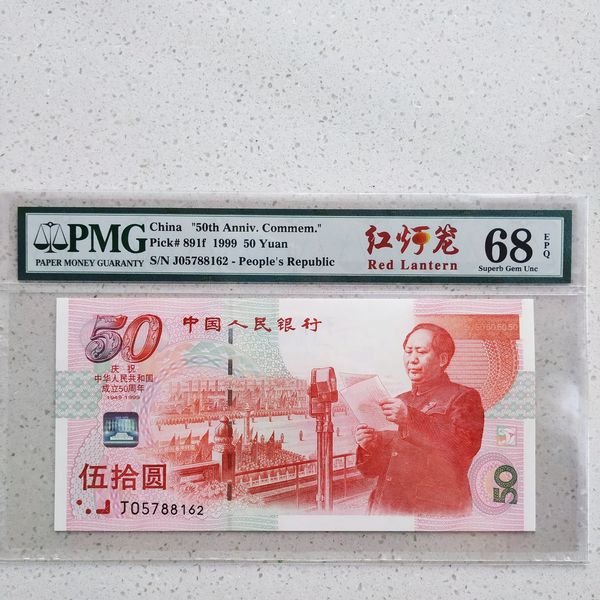 PMG
PAPER MONEY GUARANTY
China "50th Anniv. Commem."
Pick# 891f 1999 50 Yuan
S/N J05788162 - People's Republic
红灯笼
Red Lantern
68
EPQ
Superb Gem Unc
50
中国人民银行
庆祝
中华人民共和国
成立50周年
1949-1999
伍拾圆
J05788162
50